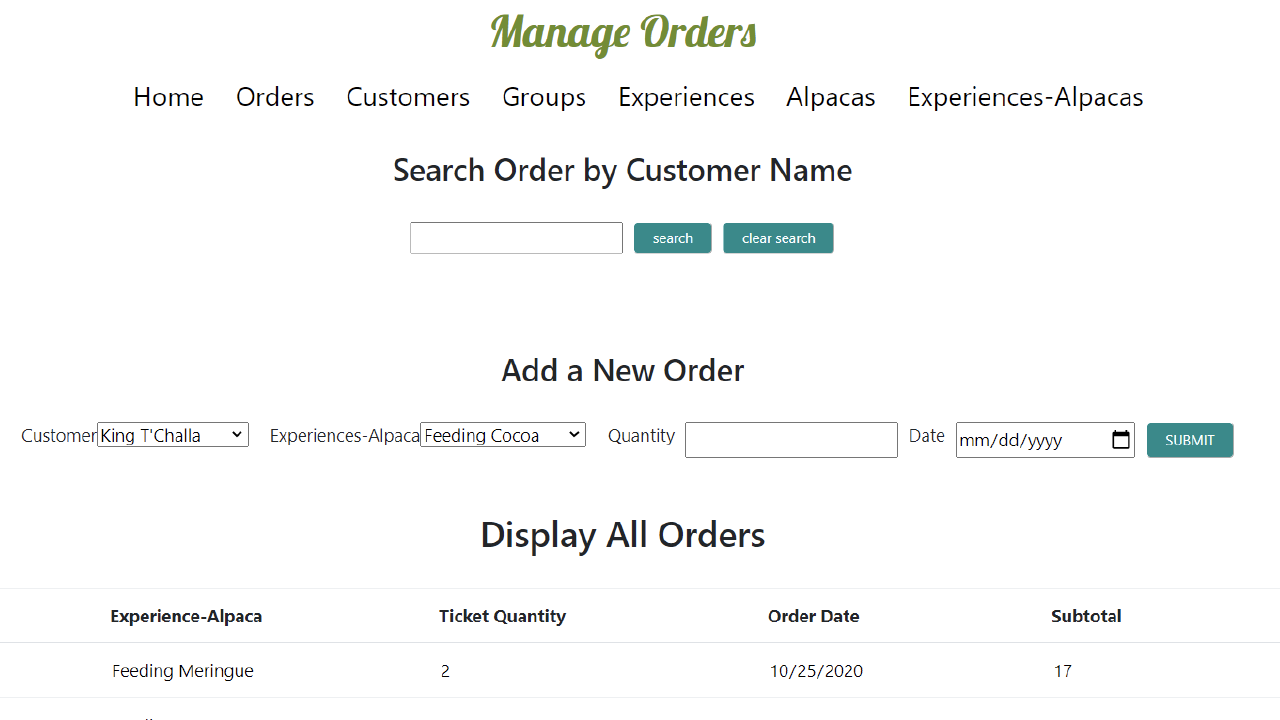 Manage Orders
Home Orders Customers Groups Experiences Alpacas Experiences-Alpacas
Search Order by Customer Name
search clear search
Add a New Order
Customer King T'Challa Experiences-Alpaca Feeding Cocoa Quantity Date mm/dd/yyyy SUBMIT
Display All Orders
Experience-Alpaca Ticket Quantity Order Date Subtotal
Feeding Meringue 2 10/25/2020 17